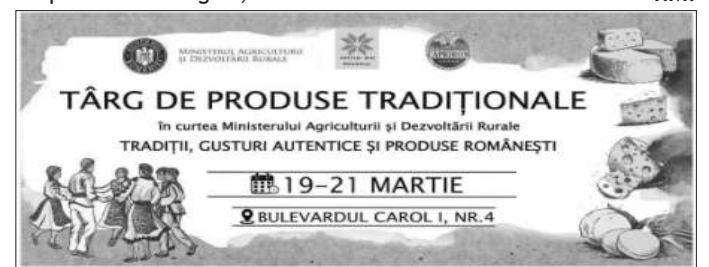 MINISTERUL AGRICULTURII
ȘI DEZVOLTĂRII RURALE
CAPRICORN
TÂRG DE PRODUSE TRADIȚIONALE
în curtea Ministerului Agriculturii și Dezvoltării Rurale
TRADIȚII, GUSTURI AUTENTICE ȘI PRODUSE ROMÂNEȘTI
19-21 MARTIE
BULEVARDUL CAROL I, NR.4